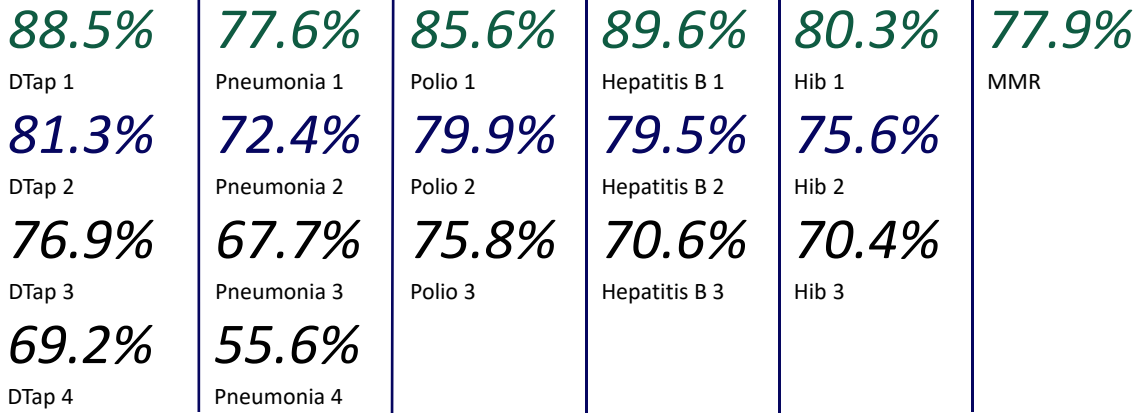 88.5% 77.6% 85.6% 89.6% 80.3% 77.9%
DTap 1 Pneumonia 1 Polio 1 Hepatitis B 1 Hib 1 MMR
81.3% 72.4% 79.9% 79.5% 75.6%
DTap 2 Pneumonia 2 Polio 2 Hepatitis B 2 Hib 2
76.9% 67.7% 75.8% 70.6% 70.4%
DTap 3 Pneumonia 3 Polio 3 Hepatitis B 3 Hib 3
69.2% 55.6%
DTap 4 Pneumonia 4